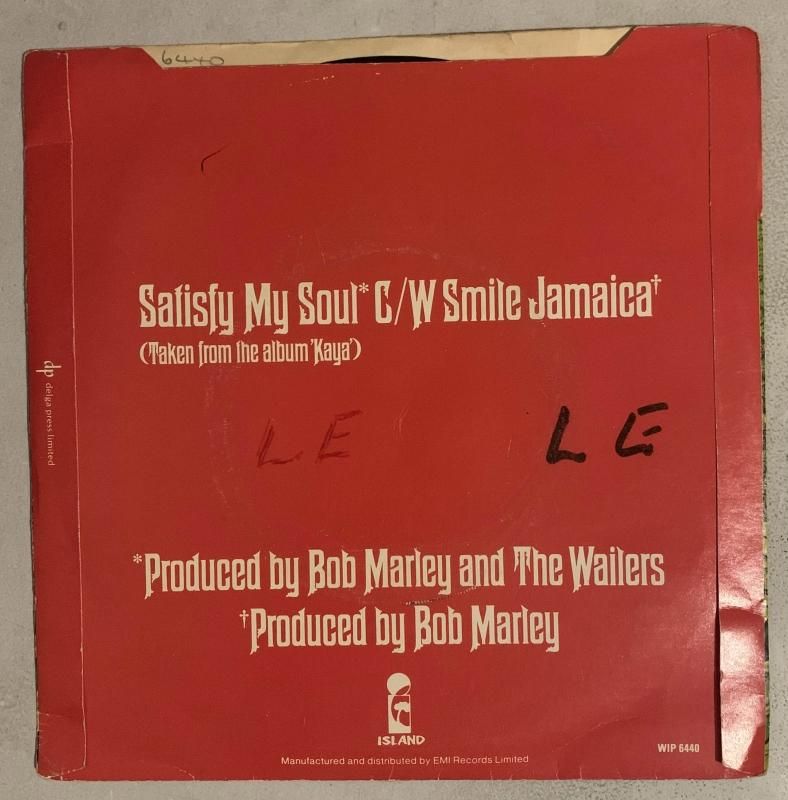 6440
Satisfy My Soul* C/W Smile Jamaica†
(Taken from the album 'Kaya')
dp delga press limited
LE LE
*Produced by Bob Marley and The Wailers
†Produced by Bob Marley
ISLAND
WIP 6440
Manufactured and distributed by EMI Records Limited